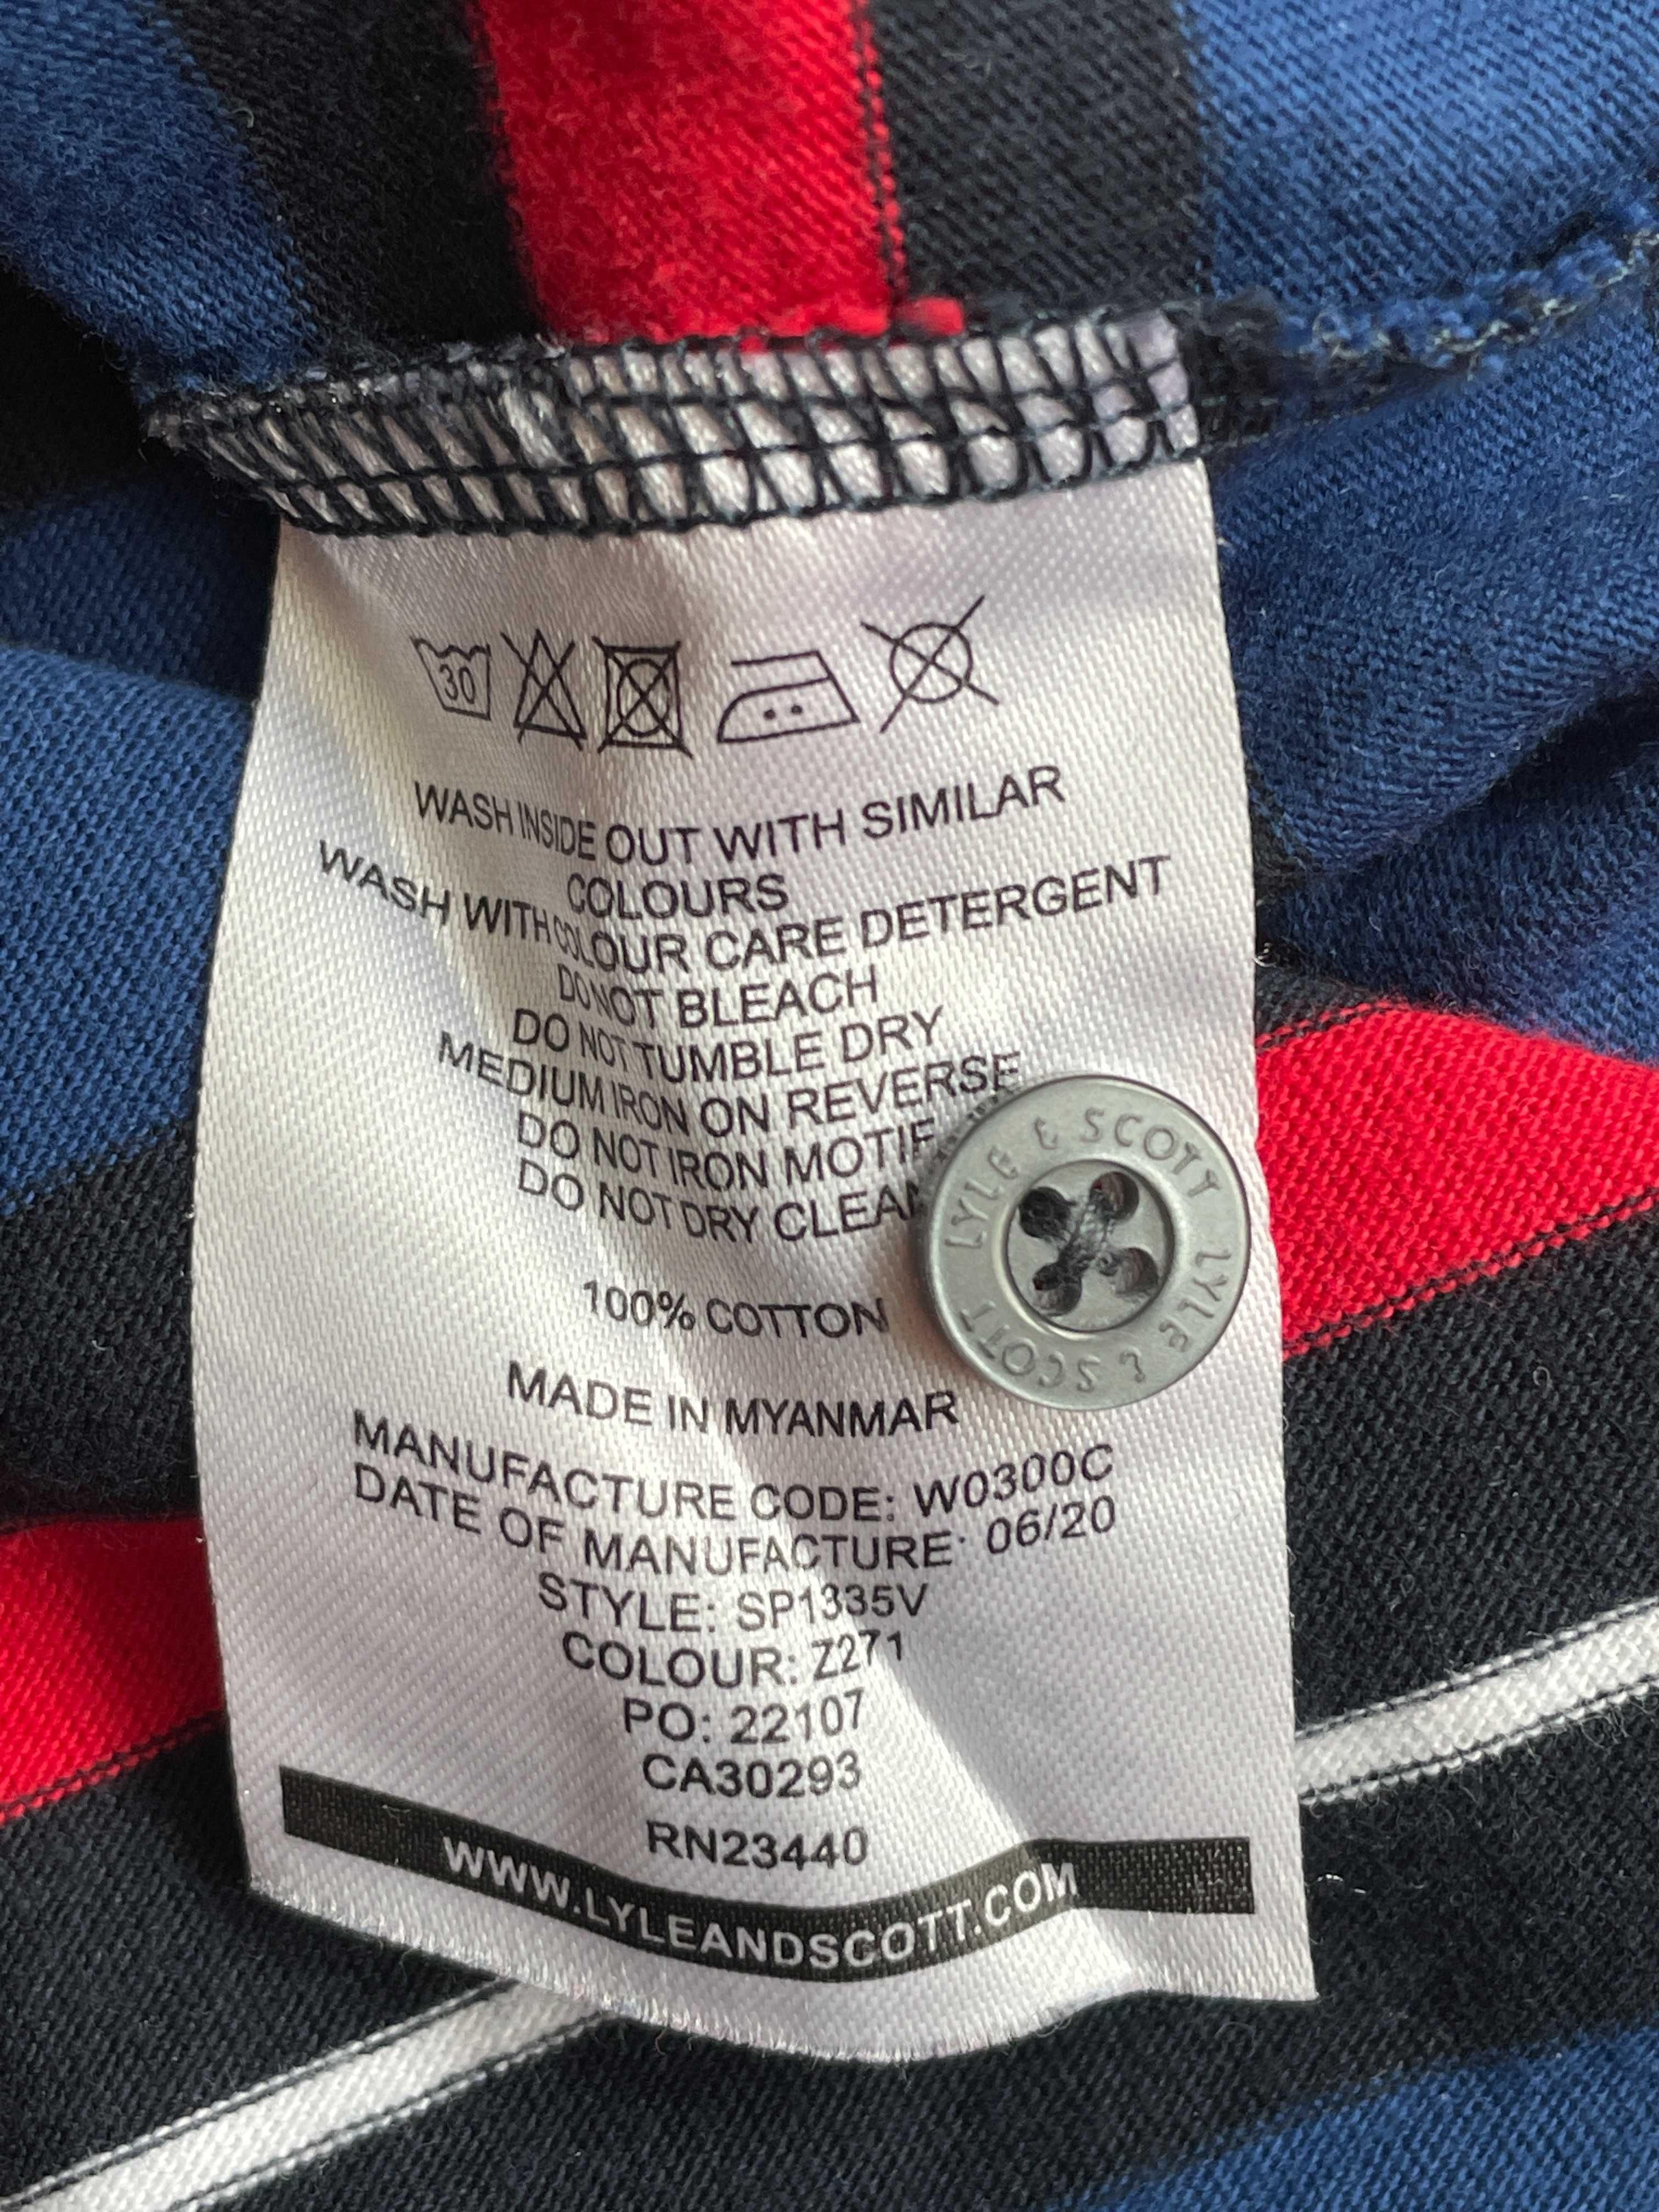 30
WASH INSIDE OUT WITH SIMILAR
COLOURS
WASH WITH COLOUR CARE DETERGENT
DO NOT BLEACH
DO NOT TUMBLE DRY
MEDIUM IRON ON REVERSE
DO NOT IRON MOTIF
DO NOT DRY CLEAN
LYLE & SCOTT LYLE & SCOTT
100% COTTON
MADE IN MYANMAR
MANUFACTURE CODE: W0300C
DATE OF MANUFACTURE: 06/20
STYLE: SP1335V
COLOUR: Z271
PO: 22107
CA30293
RN23440
WWW.LYLEANDSCOTT.COM